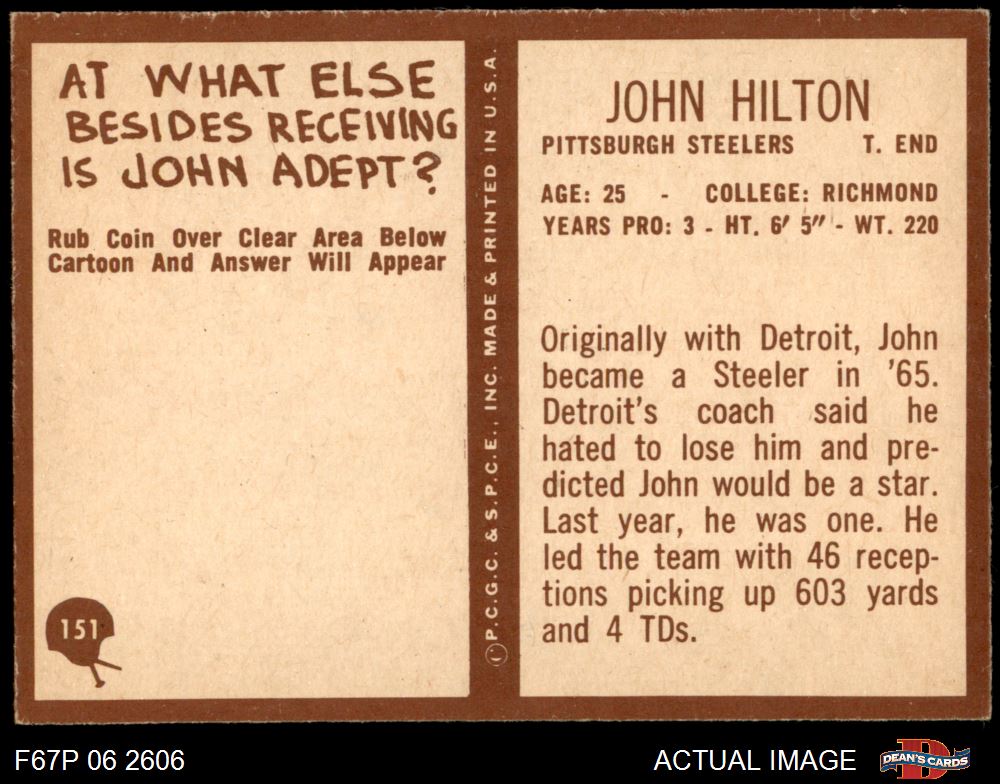 AT WHAT ELSE
BESIDES RECEIVING
IS JOHN ADEPT?
Rub Coin Over Clear Area Below
Cartoon And Answer Will Appear
151
© P.C.G.C. & S.P.C.E., INC. MADE & PRINTED IN U.S.A.
JOHN HILTON
PITTSBURGH STEELERS T. END
AGE: 25 - COLLEGE: RICHMOND
YEARS PRO: 3 - HT. 6' 5" - WT. 220
Originally with Detroit, John
became a Steeler in '65.
Detroit's coach said he
hated to lose him and pre-
dicted John would be a star.
Last year, he was one. He
led the team with 46 recep-
tions picking up 603 yards
and 4 TDs.
F67P 06 2606
ACTUAL IMAGE
DEAN'S CARDS